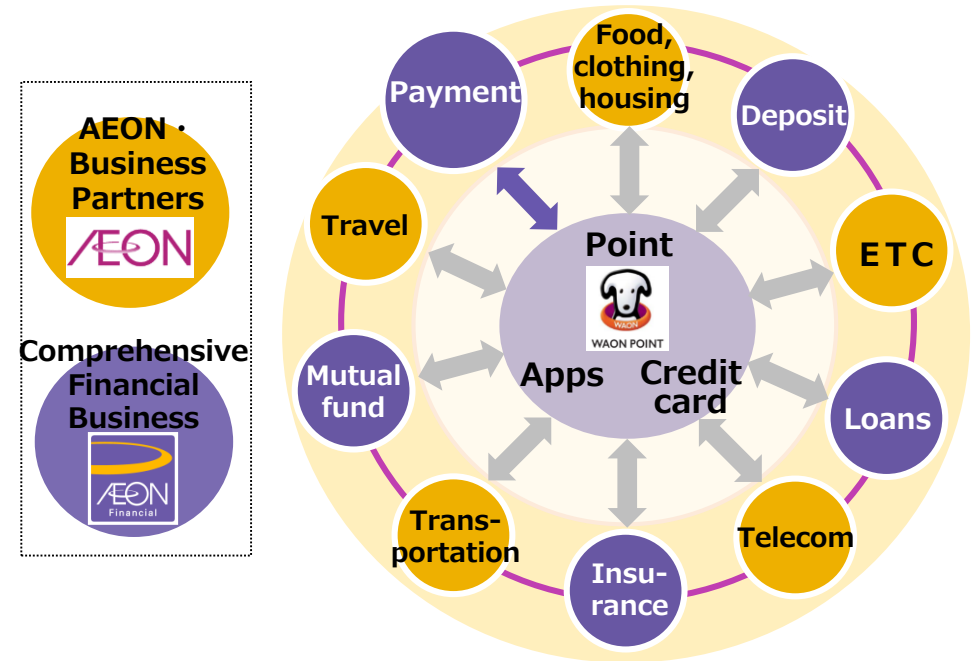 AEON・
Business
Partners
AEON
Comprehensive
Financial
Business
AEON
Financial
Payment
Food,
clothing,
housing
Deposit
Travel
ETC
Point
WAON
WAON POINT
Apps
Credit
card
Mutual
fund
Loans
Trans-
portation
Insu-
rance
Telecom